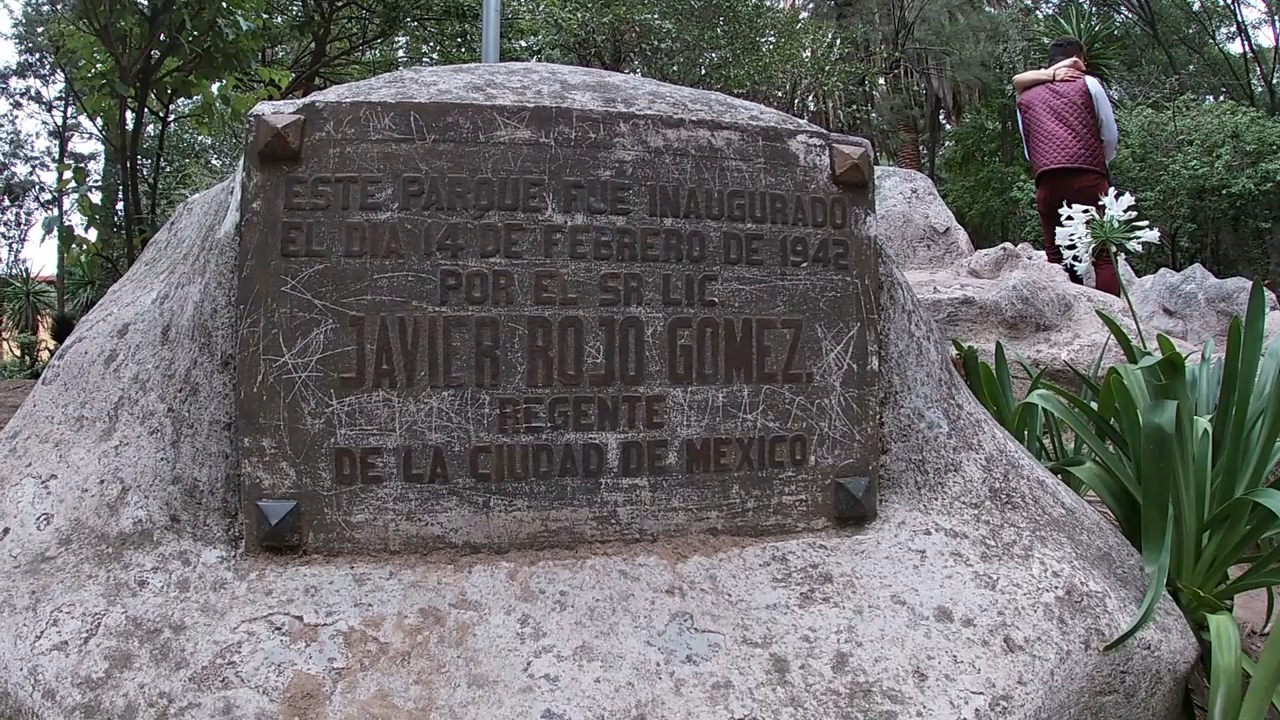 ESTE PARQUE FUE INAUGURADO
EL DIA 14 DE FEBRERO DE 1942
POR EL SR LIC
JAVIER ROJO GOMEZ.
REGENTE
DE LA CIUDAD DE MEXICO